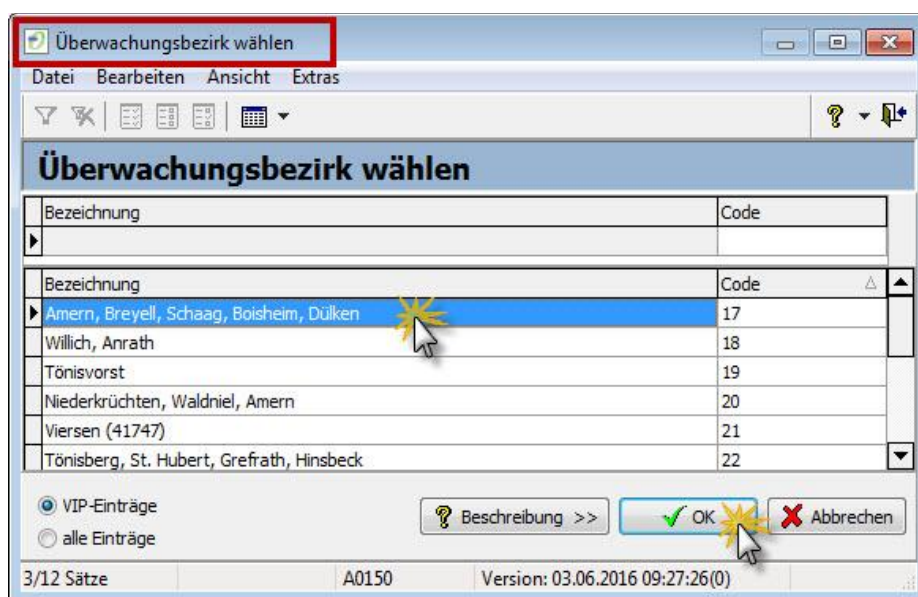 Überwachungsbezirk wählen
Datei Bearbeiten Ansicht Extras
Überwachungsbezirk wählen
Bezeichnung Code
Bezeichnung Code
Amern, Breyell, Schaag, Boisheim, Dülken 17
Willich, Anrath 18
Tönisvorst 19
Niederkrüchten, Waldniel, Amern 20
Viersen (41747) 21
Tönisberg, St. Hubert, Grefrath, Hinsbeck 22
VIP-Einträge
alle Einträge
? Beschreibung >> OK Abbrechen
3/12 Sätze A0150 Version: 03.06.2016 09:27:26(0)